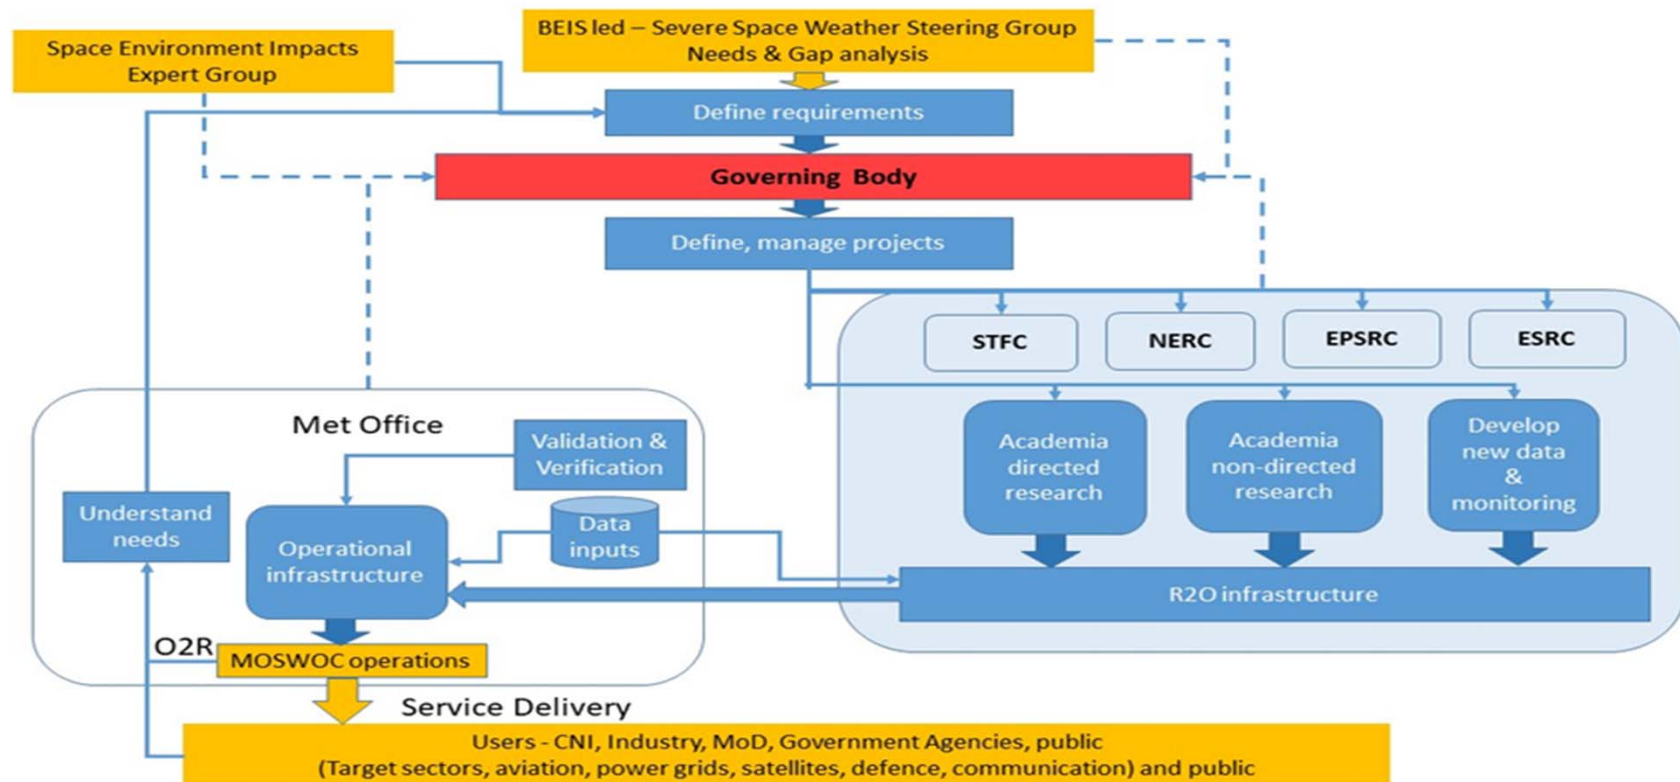 BEIS led – Severe Space Weather Steering Group
Needs & Gap analysis
Space Environment Impacts
Expert Group
Define requirements
Governing Body
Define, manage projects
STFC
NERC
EPSRC
ESRC
Academia
directed
research
Academia
non-directed
research
Develop
new data
&
monitoring
R2O infrastructure
Met Office
Validation &
Verification
Understand
needs
Operational
infrastructure
Data
inputs
O2R
MOSWOC operations
Service Delivery
Users - CNI, Industry, MoD, Government Agencies, public
(Target sectors, aviation, power grids, satellites, defence, communication) and public